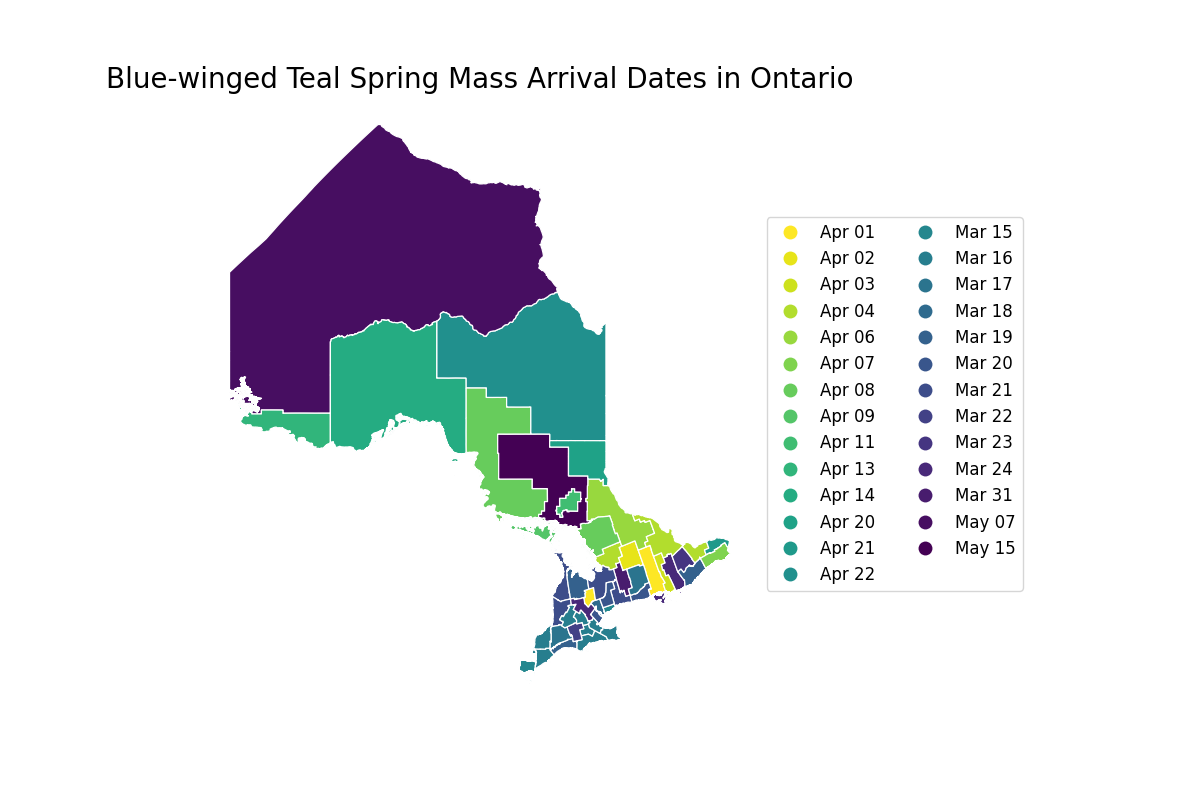 Blue-winged Teal Spring Mass Arrival Dates in Ontario
Apr 01
Apr 02
Apr 03
Apr 04
Apr 06
Apr 07
Apr 08
Apr 09
Apr 11
Apr 13
Apr 14
Apr 20
Apr 21
Apr 22
Mar 15
Mar 16
Mar 17
Mar 18
Mar 19
Mar 20
Mar 21
Mar 22
Mar 23
Mar 24
Mar 31
May 07
May 15